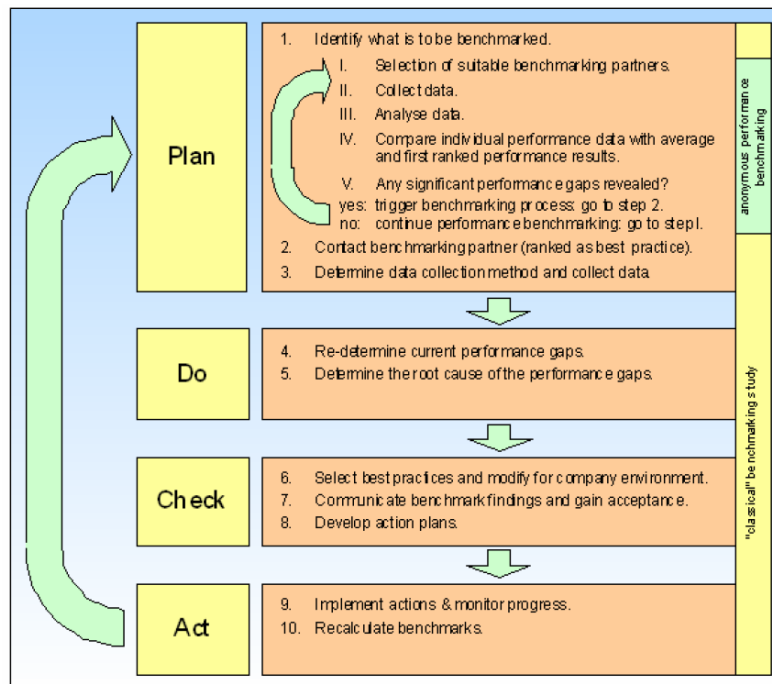 Plan
1. Identify what is to be benchmarked.
I. Selection of suitable benchmarking partners.
II. Collect data.
III. Analyse data.
IV. Compare individual performance data with average
and first ranked performance results.
V. Any significant performance gaps revealed?
yes: trigger benchmarking process: go to step 2.
no: continue performance benchmarking: go to step I.
2. Contact benchmarking partner (ranked as best practice).
3. Determine data collection method and collect data.
anonymous performance
benchmarking
Do
4. Re-determine current performance gaps.
5. Determine the root cause of the performance gaps.
Check
6. Select best practices and modify for company environment.
7. Communicate benchmark findings and gain acceptance.
8. Develop action plans.
Act
9. Implement actions & monitor progress.
10. Recalculate benchmarks.
"classical" benchmarking study